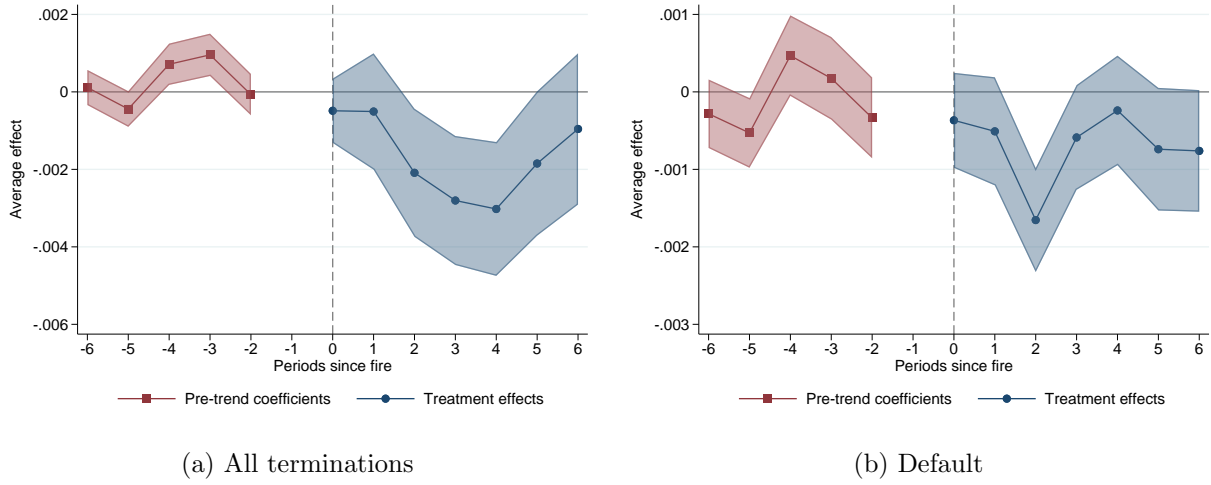 .002
0
-.002
-.004
-.006
Average effect
-6 -5 -4 -3 -2 -1 0 1 2 3 4 5 6
Periods since fire
Pre-trend coefficients Treatment effects
(a) All terminations
.001
0
-.001
-.002
-.003
Average effect
-6 -5 -4 -3 -2 -1 0 1 2 3 4 5 6
Periods since fire
Pre-trend coefficients Treatment effects
(b) Default